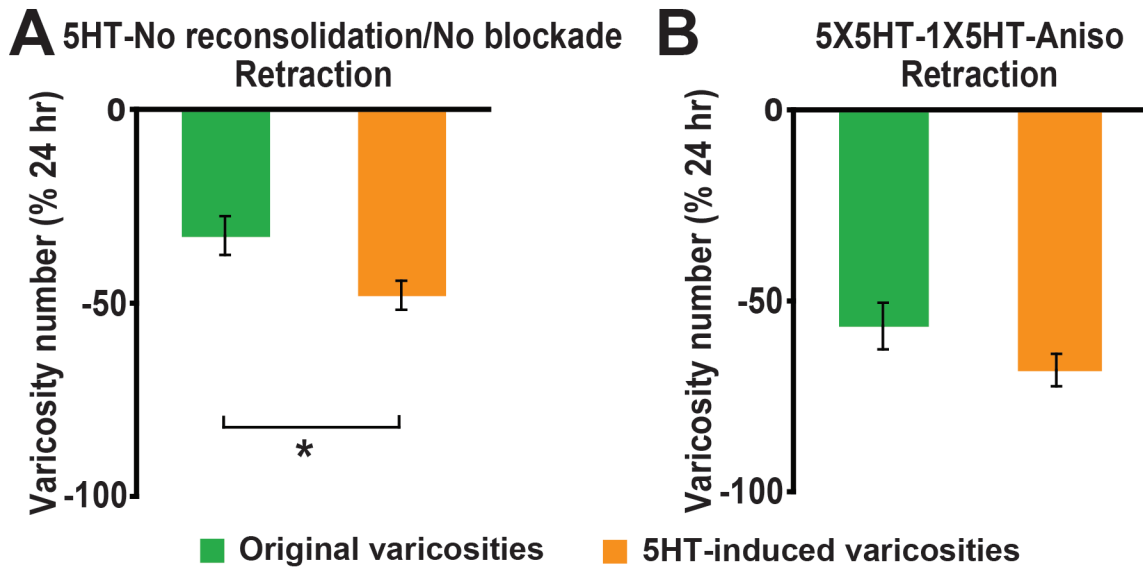 A
5HT-No reconsolidation/No blockade
Retraction
Varicosity number (% 24 hr)
0
-50
-100
*
B
5X5HT-1X5HT-Aniso
Retraction
Varicosity number (% 24 hr)
0
-50
-100
Original varicosities
5HT-induced varicosities